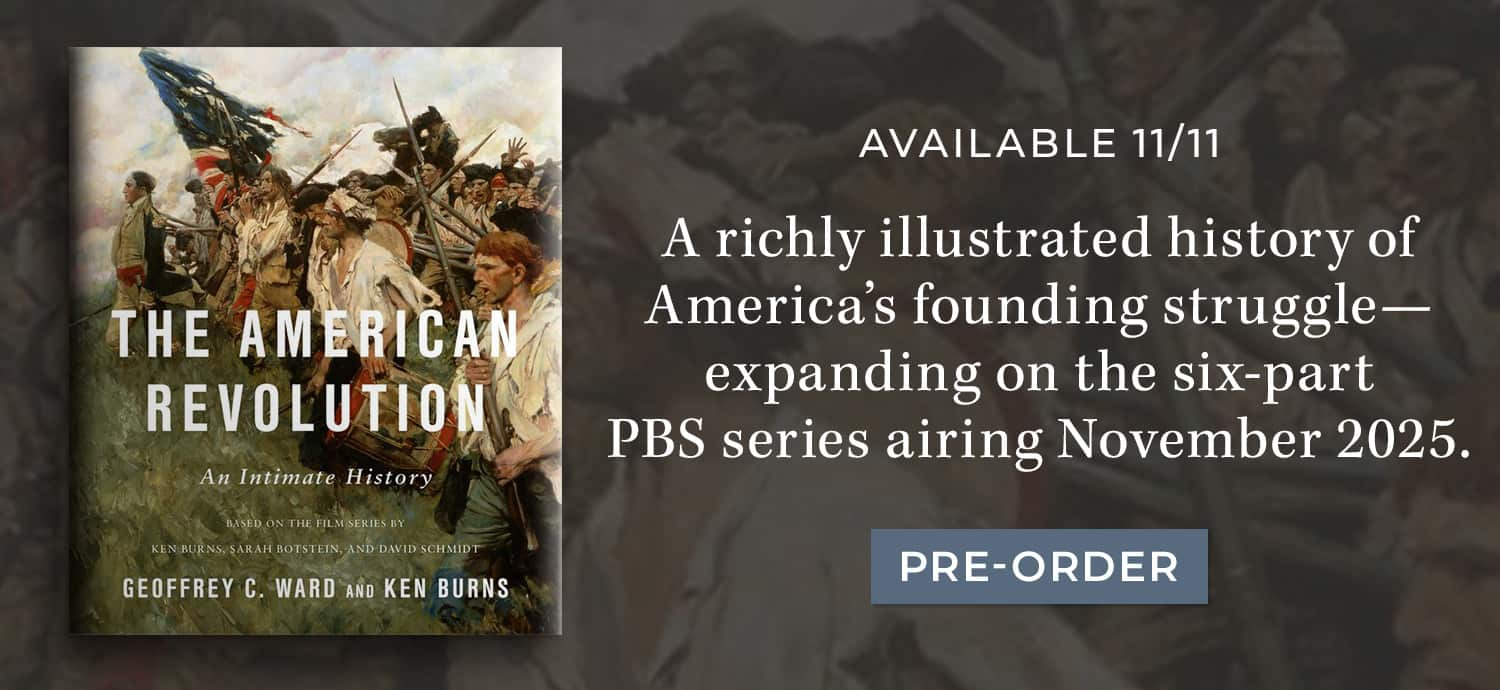 THE AMERICAN
REVOLUTION
An Intimate History
BASED ON THE FILM SERIES BY
KEN BURNS, SARAH BOTSTEIN, AND DAVID SCHMIDT
GEOFFREY C. WARD AND KEN BURNS
AVAILABLE 11/11
A richly illustrated history of
America’s founding struggle—
expanding on the six-part
PBS series airing November 2025.
PRE-ORDER